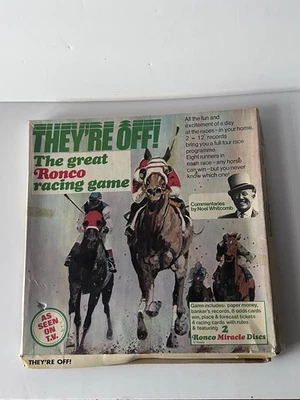 THEY'RE OFF!
The great
Ronco
racing game
All the fun and
excitement of a day
at the races - in your home.
2 - 12" records
bring you a full four race
programme.
Eight runners in
each race - any horse
can win - but you never
know which one!
Commentaries
by Noel Whitcomb
AS
SEEN
ON
T.V.
Game includes: paper money,
banker's records, 8 odds cards
win, place & forecast tickets
4 racing cards with rules
& featuring 2
Ronco Miracle Discs
THEY'RE OFF!